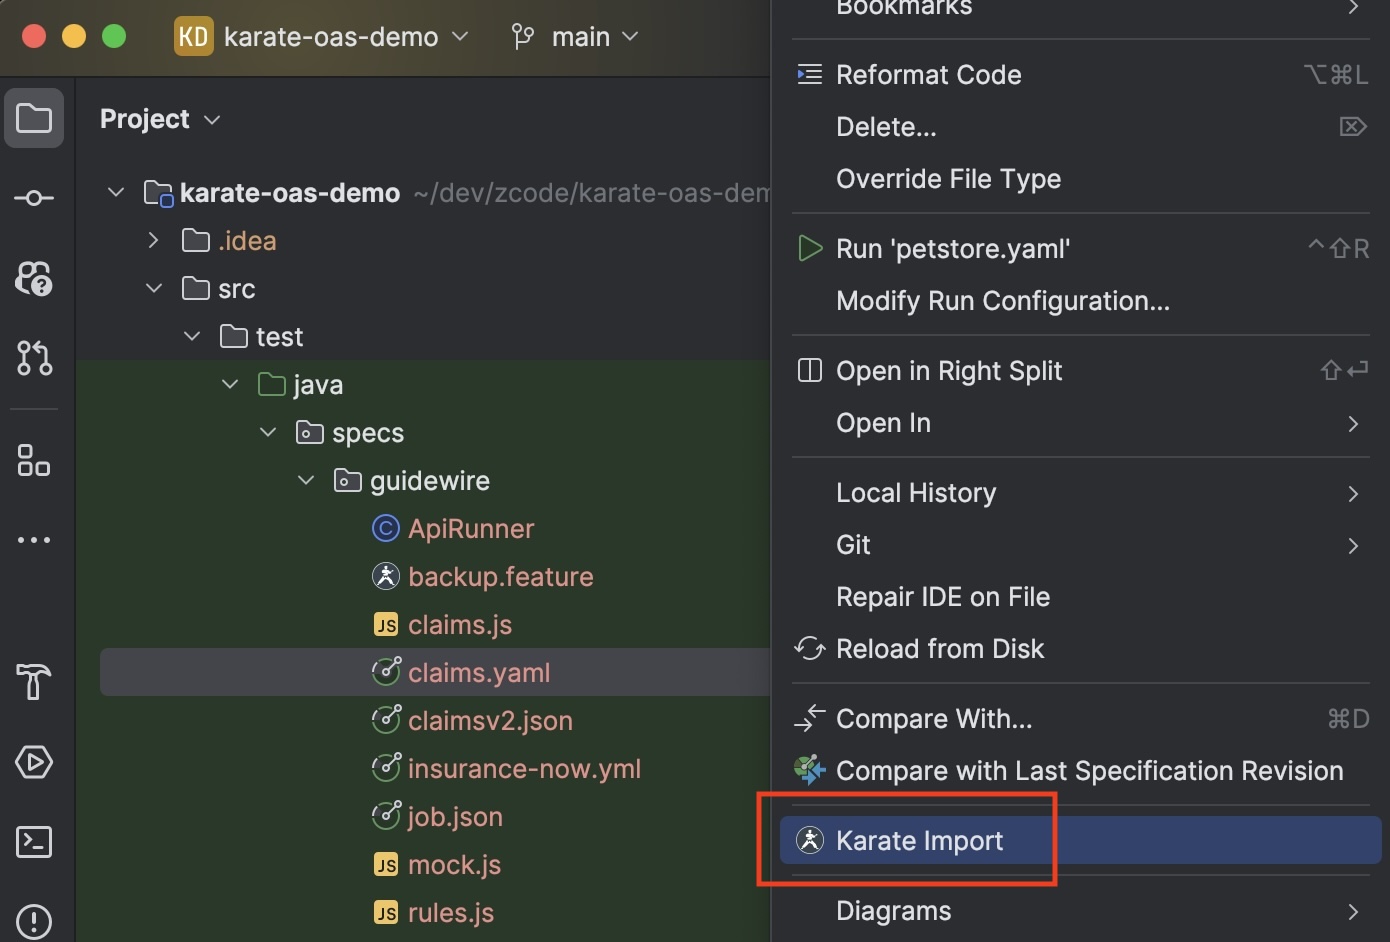 KD karate-oas-demo main
Project
karate-oas-demo ~/dev/zcode/karate-oas-dem
.idea
src
test
java
specs
guidewire
ApiRunner
backup.feature
JS claims.js
claims.yaml
claimsv2.json
insurance-now.yml
job.json
JS mock.js
JS rules.js
Bookmarks
Reformat Code ⌥⌘L
Delete... ⌦
Override File Type
Run 'petstore.yaml' ^⇧R
Modify Run Configuration...
Open in Right Split ⇧↩
Open In
Local History
Git
Repair IDE on File
Reload from Disk
Compare With... ⌘D
Compare with Last Specification Revision
Karate Import
Diagrams